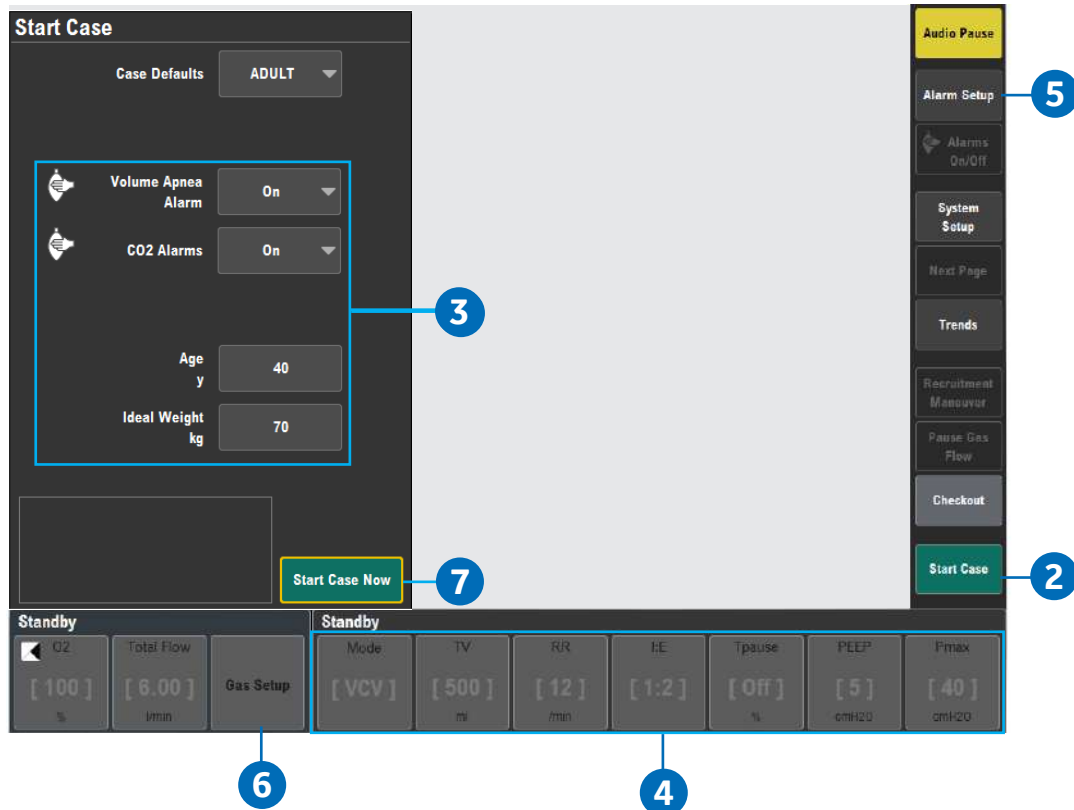 Start Case
Case Defaults
ADULT
Volume Apnea
Alarm
On
CO2 Alarms
On
Age
y
40
Ideal Weight
kg
70
Start Case Now
3
7
Audio Pause
Alarm Setup
5
Alarms
On/Off
System
Setup
Next Page
Trends
Recruitment
Maneuver
Pause Gas
Flow
Checkout
Start Case
2
Standby
O2
[ 100 ]
%
Total Flow
[ 6.00 ]
l/min
Gas Setup
Standby
Mode
[ VCV ]
TV
[ 500 ]
ml
RR
[ 12 ]
/min
I:E
[ 1:2 ]
Tpause
[ Off ]
%
PEEP
[ 5 ]
cmH2O
Pmax
[ 40 ]
cmH2O
6
4